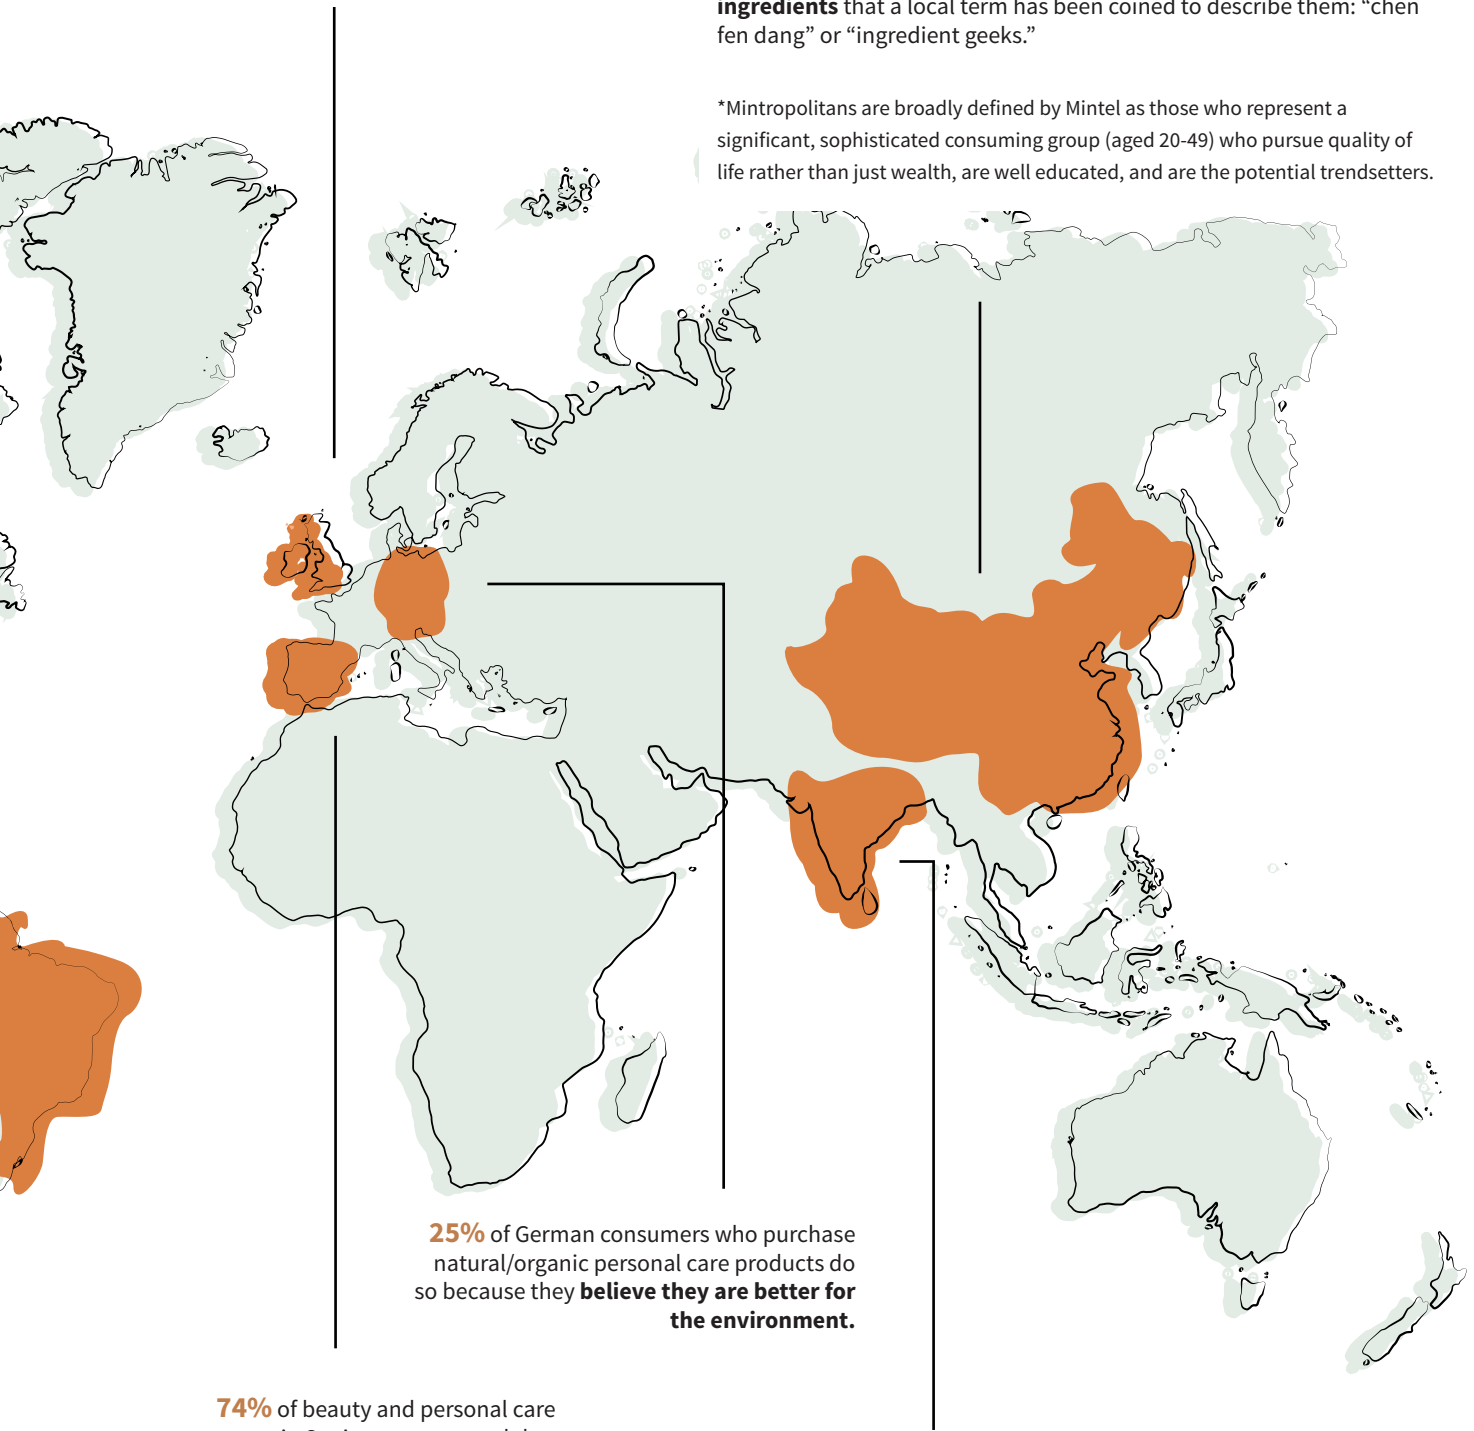 ingredients that a local term has been coined to describe them: “chen
fen dang” or “ingredient geeks.”
*Mintropolitans are broadly defined by Mintel as those who represent a
significant, sophisticated consuming group (aged 20-49) who pursue quality of
life rather than just wealth, are well educated, and are the potential trendsetters.
25% of German consumers who purchase
natural/organic personal care products do
so because they believe they are better for
the environment.
74% of beauty and personal care